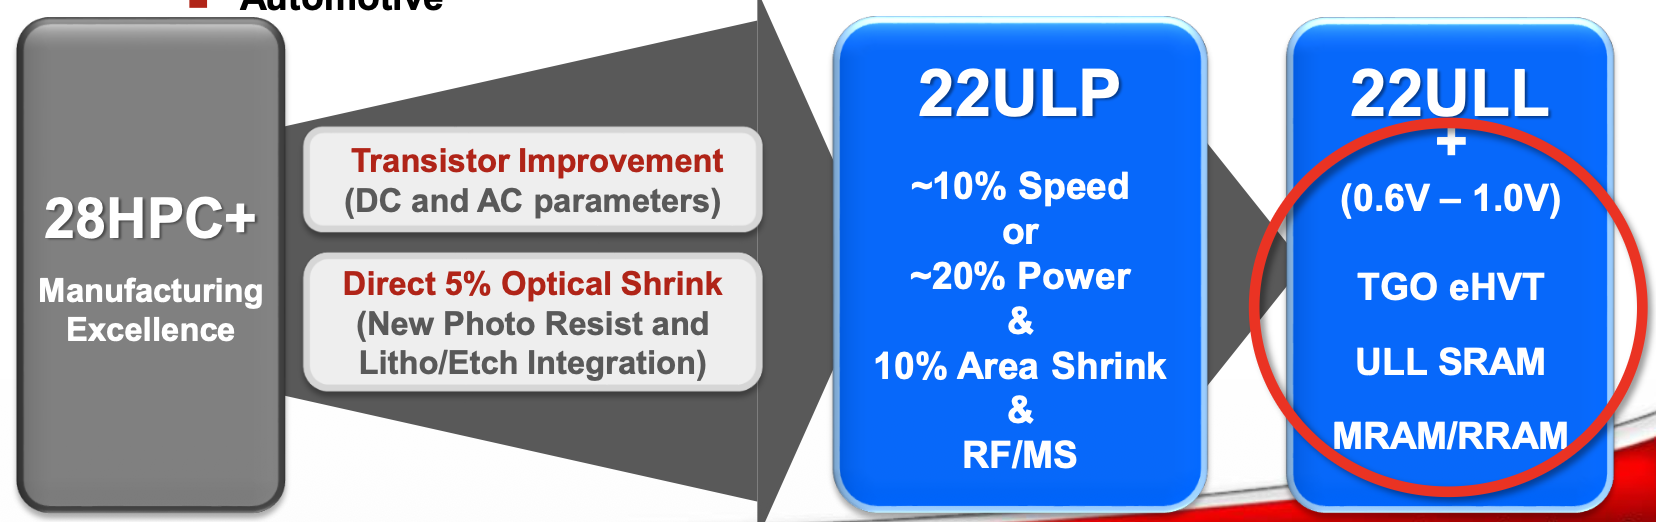 Automotive
28HPC+
Manufacturing
Excellence
Transistor Improvement
(DC and AC parameters)
Direct 5% Optical Shrink
(New Photo Resist and
Litho/Etch Integration)
22ULP
~10% Speed
or
~20% Power
&
10% Area Shrink
&
RF/MS
22ULL
+
(0.6V – 1.0V)
TGO eHVT
ULL SRAM
MRAM/RRAM